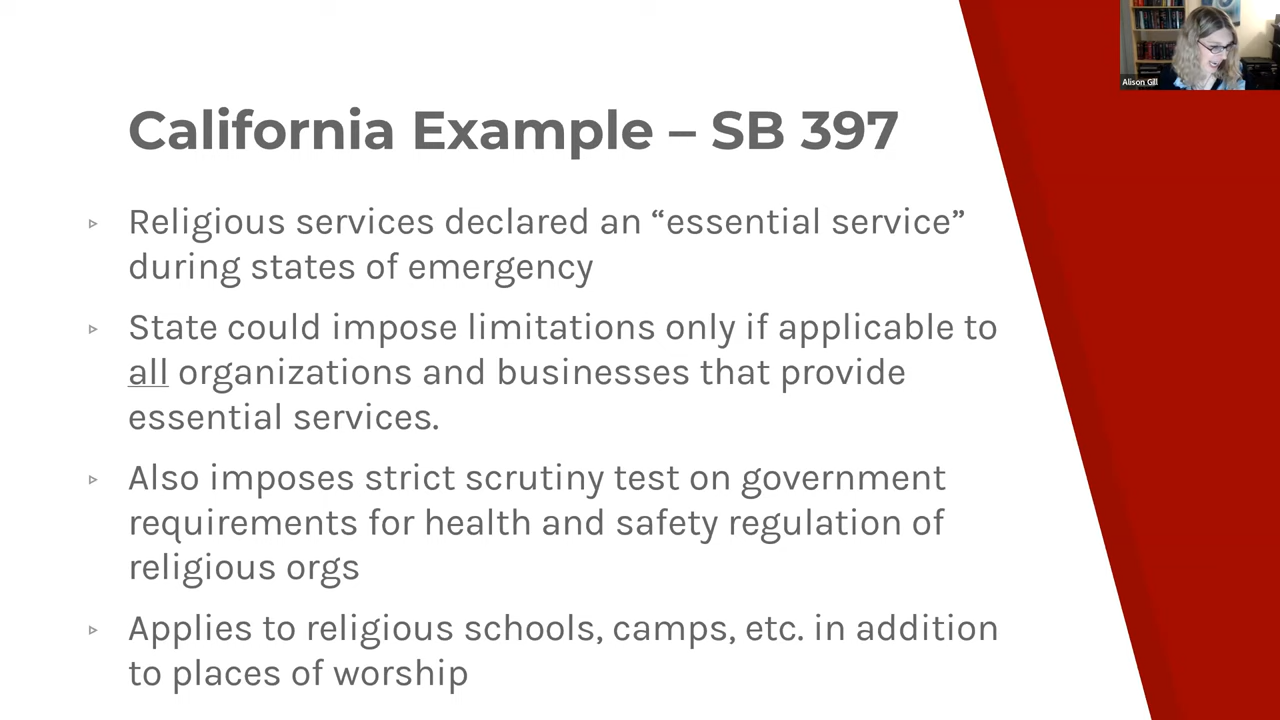 Alison Gill
California Example – SB 397
▹ Religious services declared an “essential service”
during states of emergency
▹ State could impose limitations only if applicable to
all organizations and businesses that provide
essential services.
▹ Also imposes strict scrutiny test on government
requirements for health and safety regulation of
religious orgs
▹ Applies to religious schools, camps, etc. in addition
to places of worship